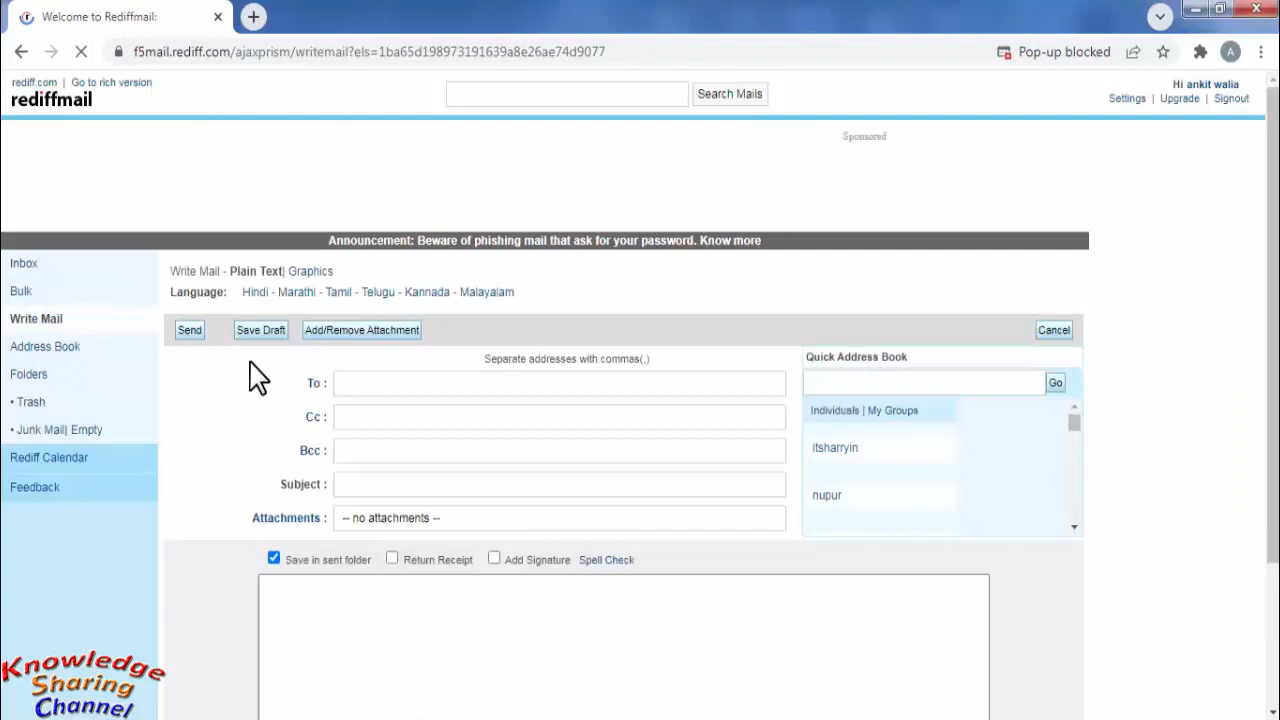 Welcome to Rediffmail:
f5mail.rediff.com/ajaxprism/writemail?els=1ba65d198973191639a8e26ae74d9077
Pop-up blocked
A
rediff.com | Go to rich version
rediffmail
Search Mails
Hi ankit walia
Settings | Upgrade | Signout
Sponsored
Announcement: Beware of phishing mail that ask for your password. Know more
Inbox
Bulk
Write Mail
Address Book
Folders
• Trash
• Junk Mail| Empty
Rediff Calendar
Feedback
Write Mail - Plain Text| Graphics
Language: Hindi - Marathi - Tamil - Telugu - Kannada - Malayalam
Send Save Draft Add/Remove Attachment Cancel
Separate addresses with commas(,)
To :
Cc :
Bcc :
Subject :
Attachments : -- no attachments --
Quick Address Book
Go
Individuals | My Groups
itsharryin
nupur
Save in sent folder Return Receipt Add Signature Spell Check
Knowledge
Sharing
Channel